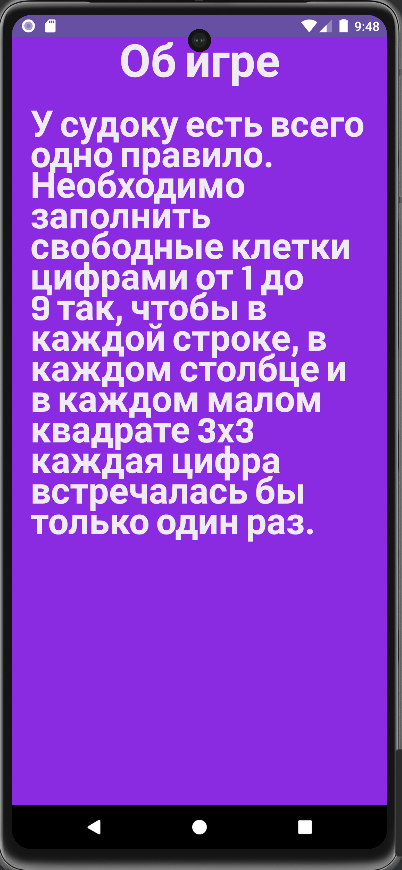 9:48
Об игре
У судоку есть всего
одно правило.
Необходимо
заполнить
свободные клетки
цифрами от 1 до
9 так, чтобы в
каждой строке, в
каждом столбце и
в каждом малом
квадрате 3x3
каждая цифра
встречалась бы
только один раз.